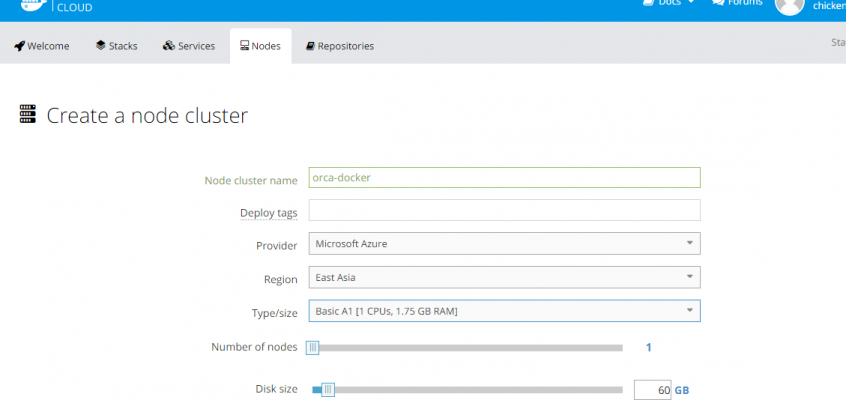 CLOUD
Docs
Forums
chicken
Welcome
Stacks
Services
Nodes
Repositories
Sta
Create a node cluster
Node cluster name
orca-docker
Deploy tags
Provider
Microsoft Azure
Region
East Asia
Type/size
Basic A1 [1 CPUs, 1.75 GB RAM]
Number of nodes
1
Disk size
60 GB